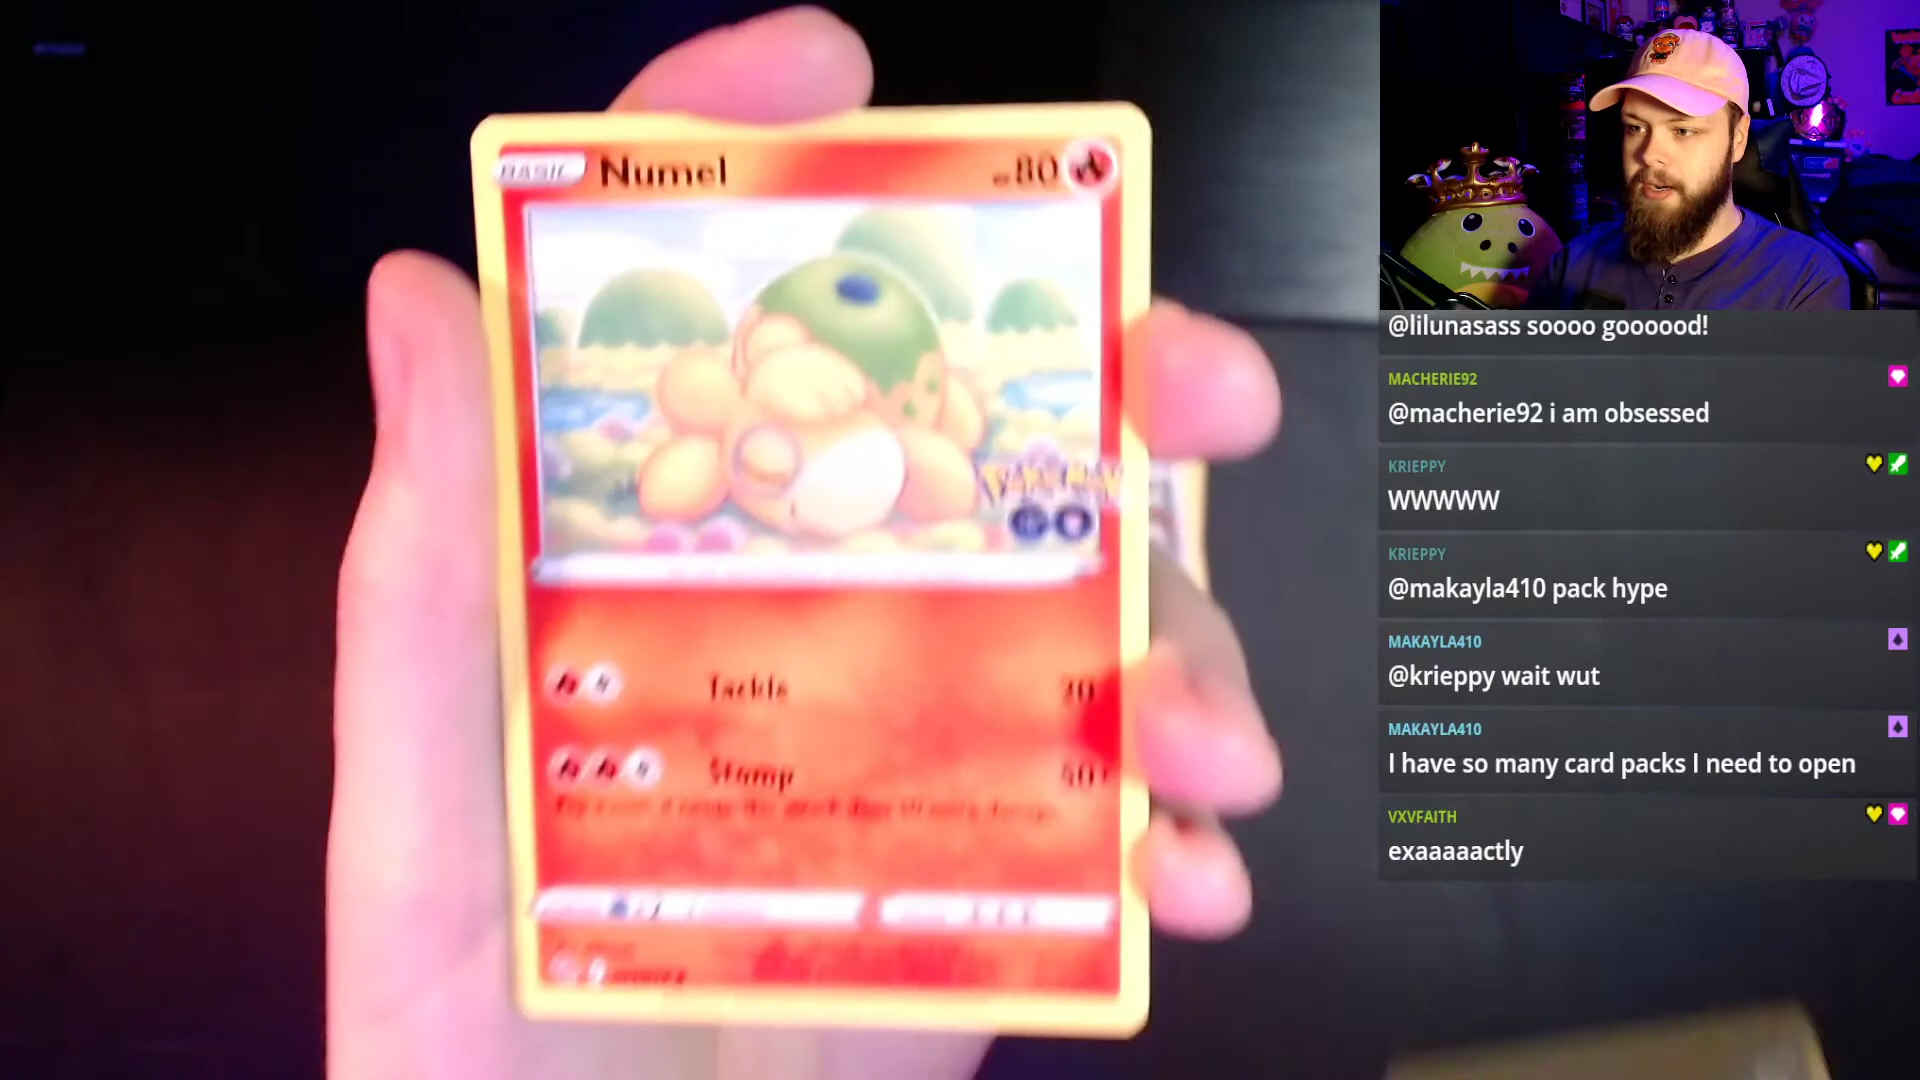 BASIC Numel 80
POKÉMON
GO
Tackle 20
Stomp
@lilunasass soooo goooood!
MACHERIE92
@macherie92 i am obsessed
KRIEPPY
WWWWW
KRIEPPY
@makayla410 pack hype
MAKAYLA410
@krieppy wait wut
MAKAYLA410
I have so many card packs I need to open
VXVFAITH
exaaaaactly